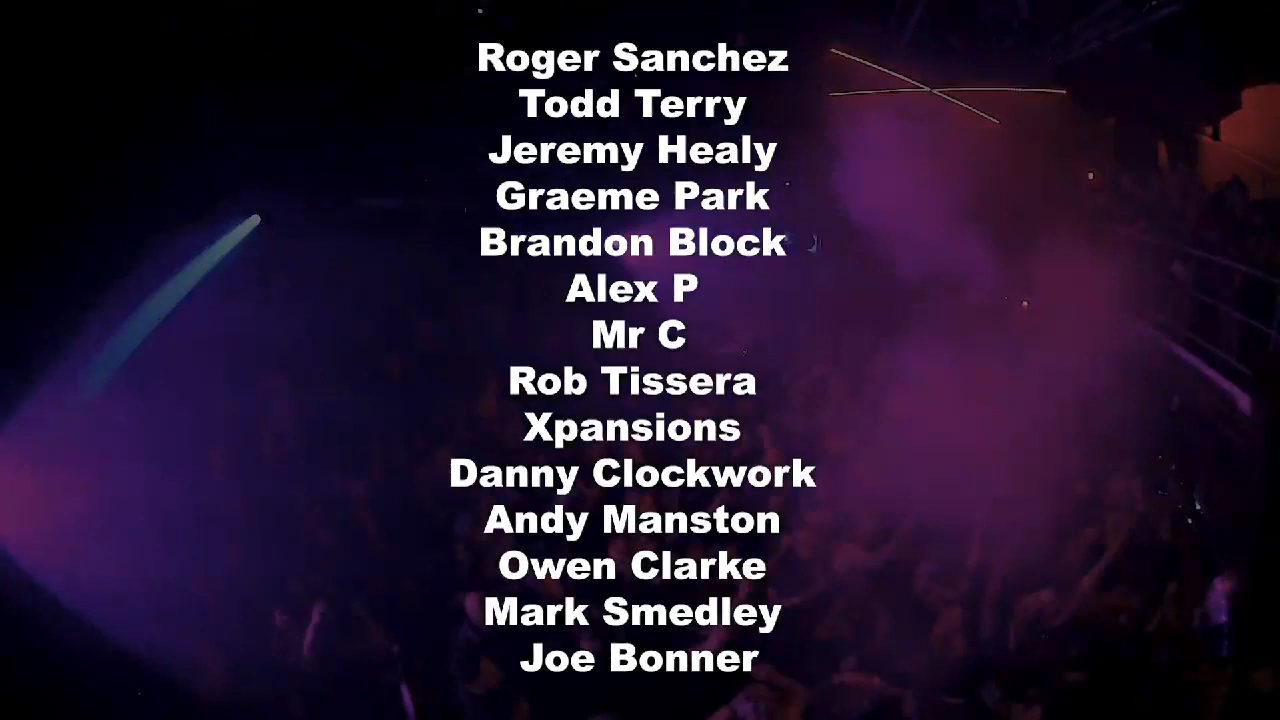 Roger Sanchez
Todd Terry
Jeremy Healy
Graeme Park
Brandon Block
Alex P
Mr C
Rob Tissera
Xpansions
Danny Clockwork
Andy Manston
Owen Clarke
Mark Smedley
Joe Bonner